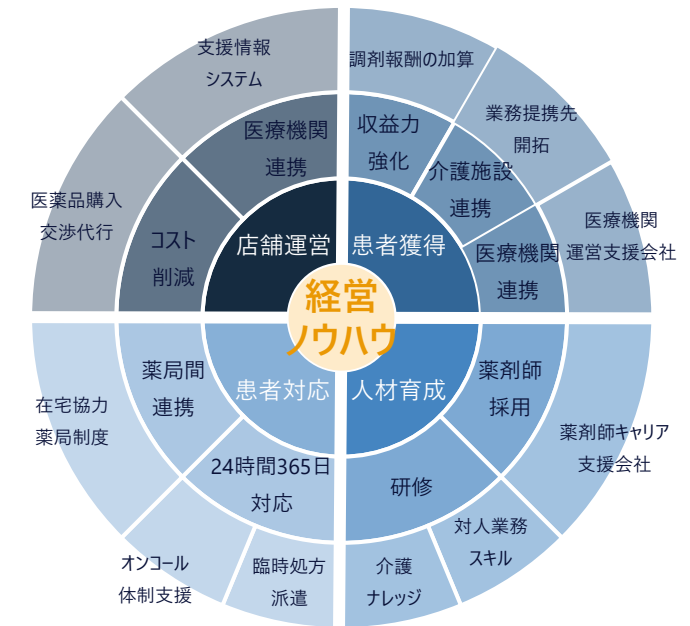 支援情報
システム
調剤報酬の加算
業務提携先
開拓
医療機関
連携
収益力
強化
介護施設
連携
医薬品購入
交渉代行
コスト
削減
店舗運営
患者獲得
医療機関
連携
医療機関
運営支援会社
経営
ノウハウ
在宅協力
薬局制度
薬局間
連携
患者対応
人材育成
薬剤師
採用
薬剤師キャリア
支援会社
24時間365日
対応
研修
オンコール
体制支援
臨時処方
派遣
介護
ナレッジ
対人業務
スキル